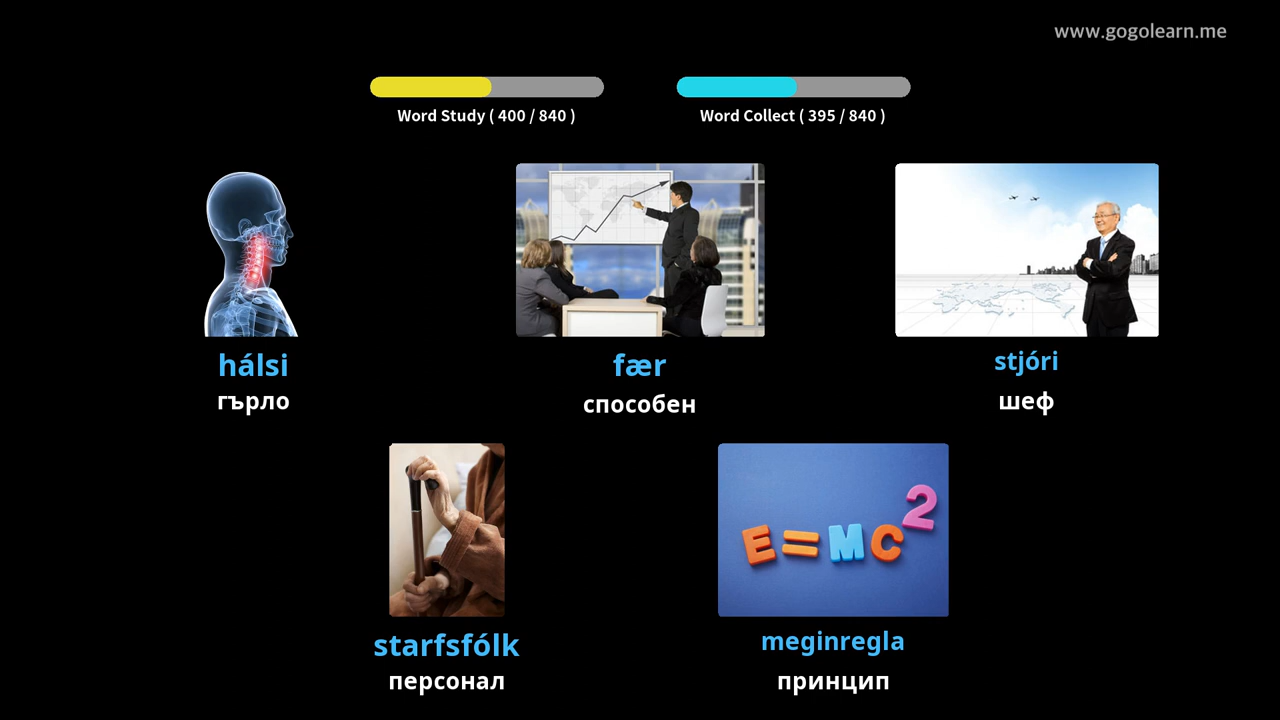 www.gogolearn.me
Word Study ( 400 / 840 )
Word Collect ( 395 / 840 )
hálsi
гърло
fær
способен
stjóri
шеф
E=MC2
starfsfólk
персонал
meginregla
принцип